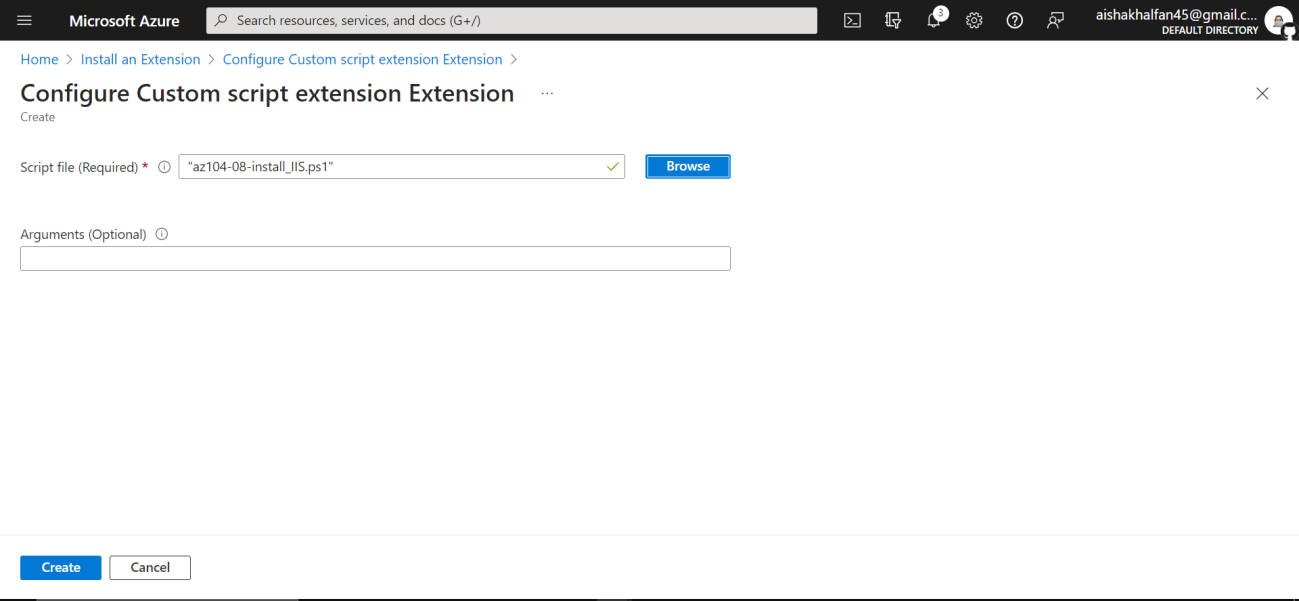 Microsoft Azure
Search resources, services, and docs (G+/)
3
aishakhalfan45@gmail.c...
DEFAULT DIRECTORY
Home > Install an Extension > Configure Custom script extension Extension >
Configure Custom script extension Extension ...
Create
Script file (Required) * "az104-08-install_IIS.ps1" Browse
Arguments (Optional)
Create Cancel